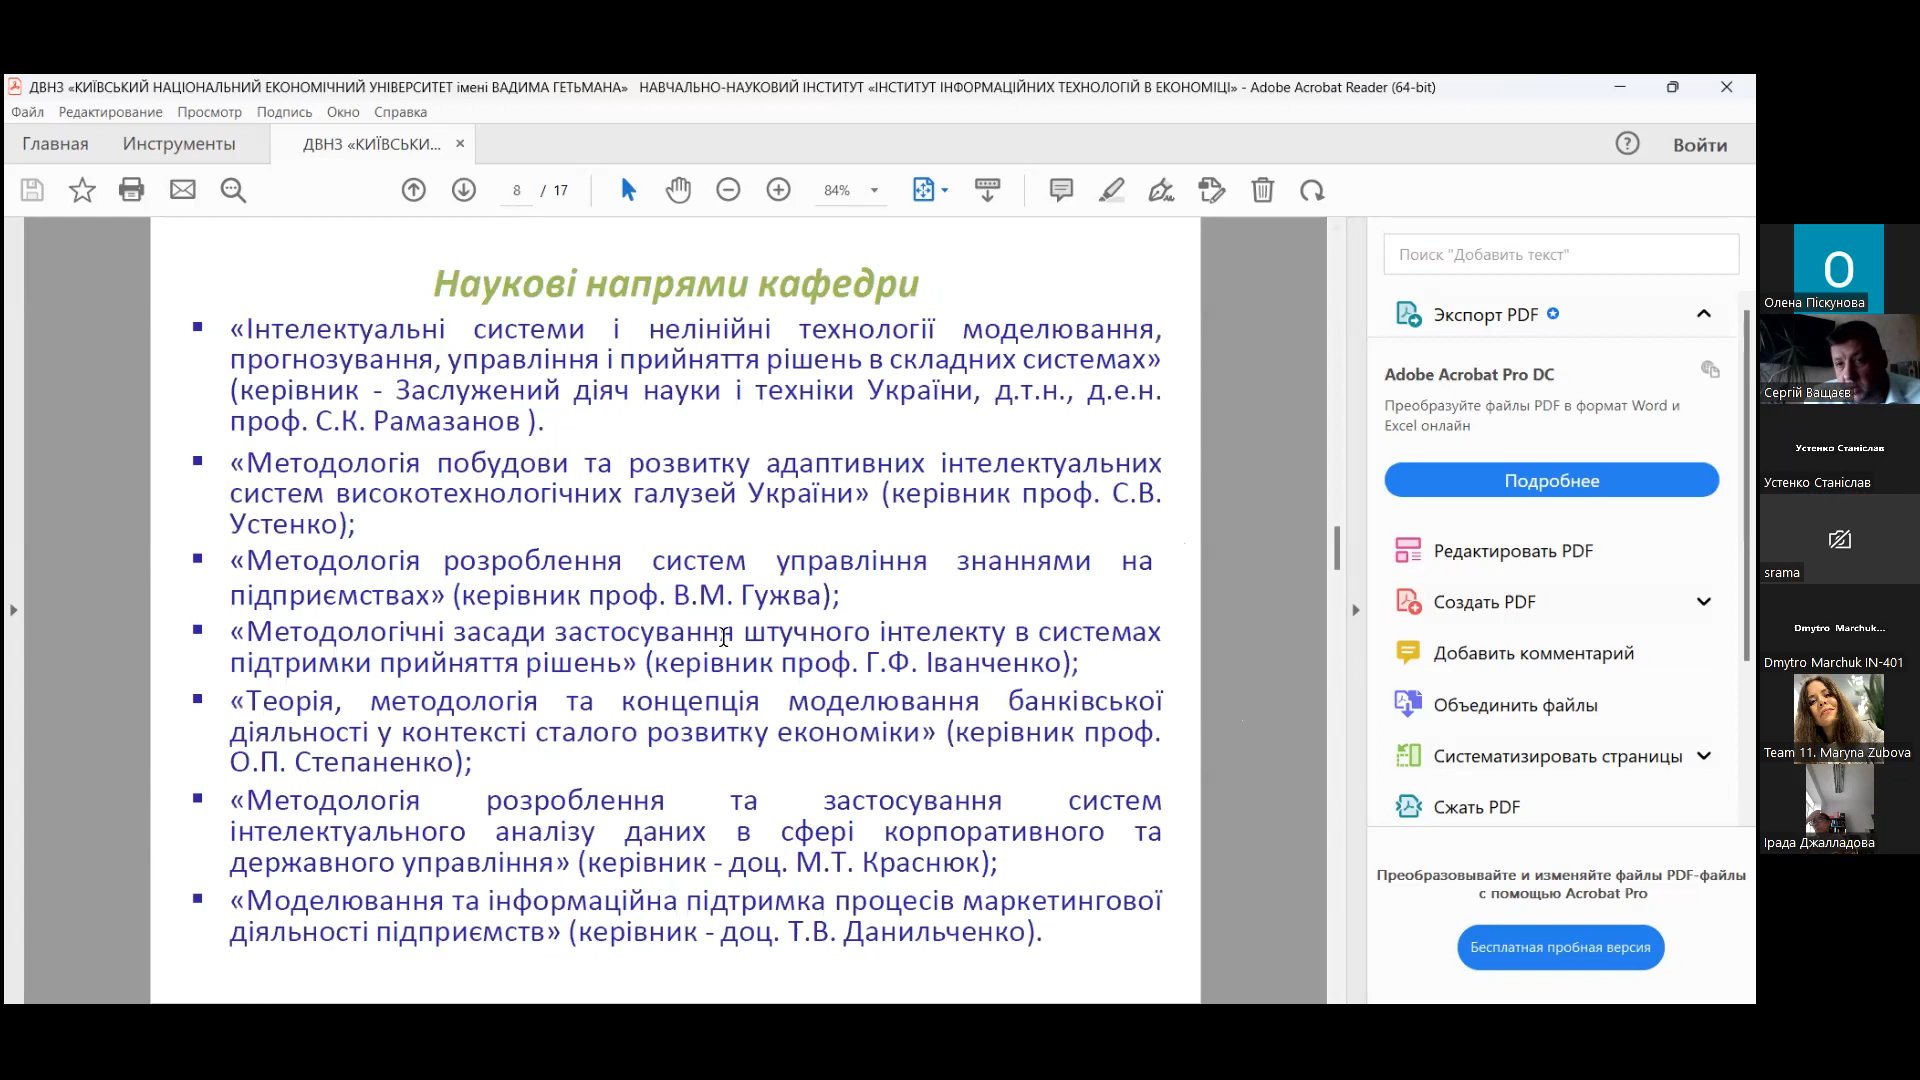 ДВНЗ «КИЇВСЬКИЙ НАЦІОНАЛЬНИЙ ЕКОНОМІЧНИЙ УНІВЕРСИТЕТ імені ВАДИМА ГЕТЬМАНА» НАВЧАЛЬНО-НАУКОВИЙ ІНСТИТУТ «ІНСТИТУТ ІНФОРМАЦІЙНИХ ТЕХНОЛОГІЙ В ЕКОНОМІЦІ» - Adobe Acrobat Reader (64-bit)
Файл Редактирование Просмотр Подпись Окно Справка
Главная Инструменты ДВНЗ «КИЇВСЬКИ... Войти
8 / 17 84%
Наукові напрями кафедри
▪ «Інтелектуальні системи і нелінійні технології моделювання,
прогнозування, управління і прийняття рішень в складних системах»
(керівник - Заслужений діяч науки і техніки України, д.т.н., д.е.н.
проф. С.К. Рамазанов ).
▪ «Методологія побудови та розвитку адаптивних інтелектуальних
систем високотехнологічних галузей України» (керівник проф. С.В.
Устенко);
▪ «Методологія розроблення систем управління знаннями на
підприємствах» (керівник проф. В.М. Гужва);
▪ «Методологічні засади застосування штучного інтелекту в системах
підтримки прийняття рішень» (керівник проф. Г.Ф. Іванченко);
▪ «Теорія, методологія та концепція моделювання банківської
діяльності у контексті сталого розвитку економіки» (керівник проф.
О.П. Степаненко);
▪ «Методологія розроблення та застосування систем
інтелектуального аналізу даних в сфері корпоративного та
державного управління» (керівник - доц. М.Т. Краснюк);
▪ «Моделювання та інформаційна підтримка процесів маркетингової
діяльності підприємств» (керівник - доц. Т.В. Данильченко).
Поиск "Добавить текст"
Экспорт PDF
Adobe Acrobat Pro DC
Преобразуйте файлы PDF в формат Word и
Excel онлайн
Подробнее
Редактировать PDF
Создать PDF
Добавить комментарий
Объединить файлы
Систематизировать страницы
Сжать PDF
Преобразовывайте и изменяйте файлы PDF-файлы
с помощью Acrobat Pro
Бесплатная пробная версия
О
Олена Піскунова
Сергій Ващаєв
Устенко Станіслав
Устенко Станіслав
srama
Dmytro Marchuk...
Dmytro Marchuk IN-401
Team 11. Maryna Zubova
Ірада Джалладова